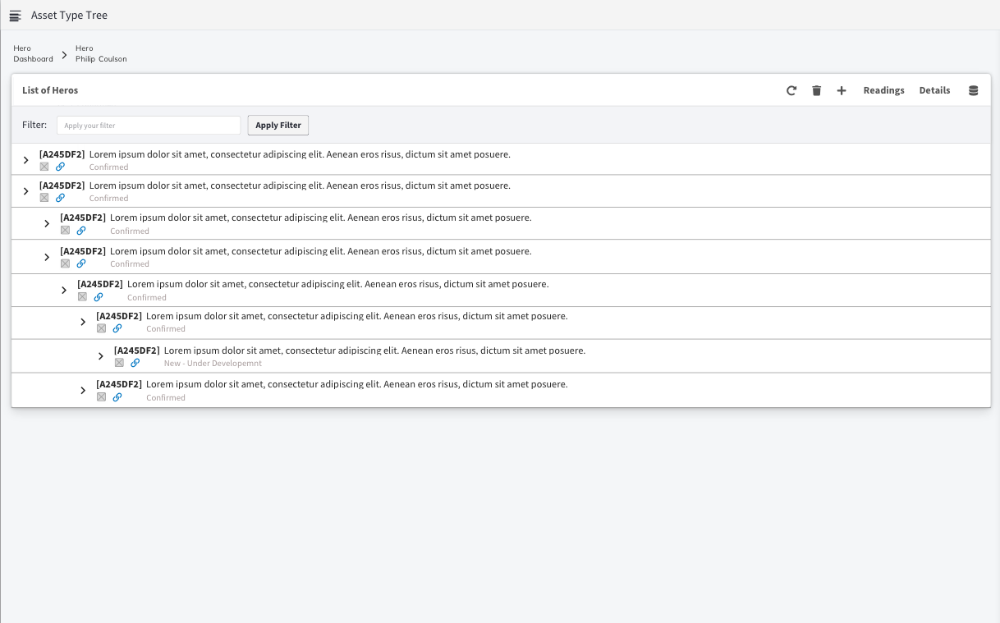 Asset Type Tree
Hero
Dashboard
Hero
Philip Coulson
List of Heros
Readings
Details
Filter:
Apply your filter
Apply Filter
[A245DF2] Lorem ipsum dolor sit amet, consectetur adipiscing elit. Aenean eros risus, dictum sit amet posuere.
Confirmed
[A245DF2] Lorem ipsum dolor sit amet, consectetur adipiscing elit. Aenean eros risus, dictum sit amet posuere.
Confirmed
[A245DF2] Lorem ipsum dolor sit amet, consectetur adipiscing elit. Aenean eros risus, dictum sit amet posuere.
Confirmed
[A245DF2] Lorem ipsum dolor sit amet, consectetur adipiscing elit. Aenean eros risus, dictum sit amet posuere.
Confirmed
[A245DF2] Lorem ipsum dolor sit amet, consectetur adipiscing elit. Aenean eros risus, dictum sit amet posuere.
Confirmed
[A245DF2] Lorem ipsum dolor sit amet, consectetur adipiscing elit. Aenean eros risus, dictum sit amet posuere.
Confirmed
[A245DF2] Lorem ipsum dolor sit amet, consectetur adipiscing elit. Aenean eros risus, dictum sit amet posuere.
New - Under Developemnt
[A245DF2] Lorem ipsum dolor sit amet, consectetur adipiscing elit. Aenean eros risus, dictum sit amet posuere.
Confirmed